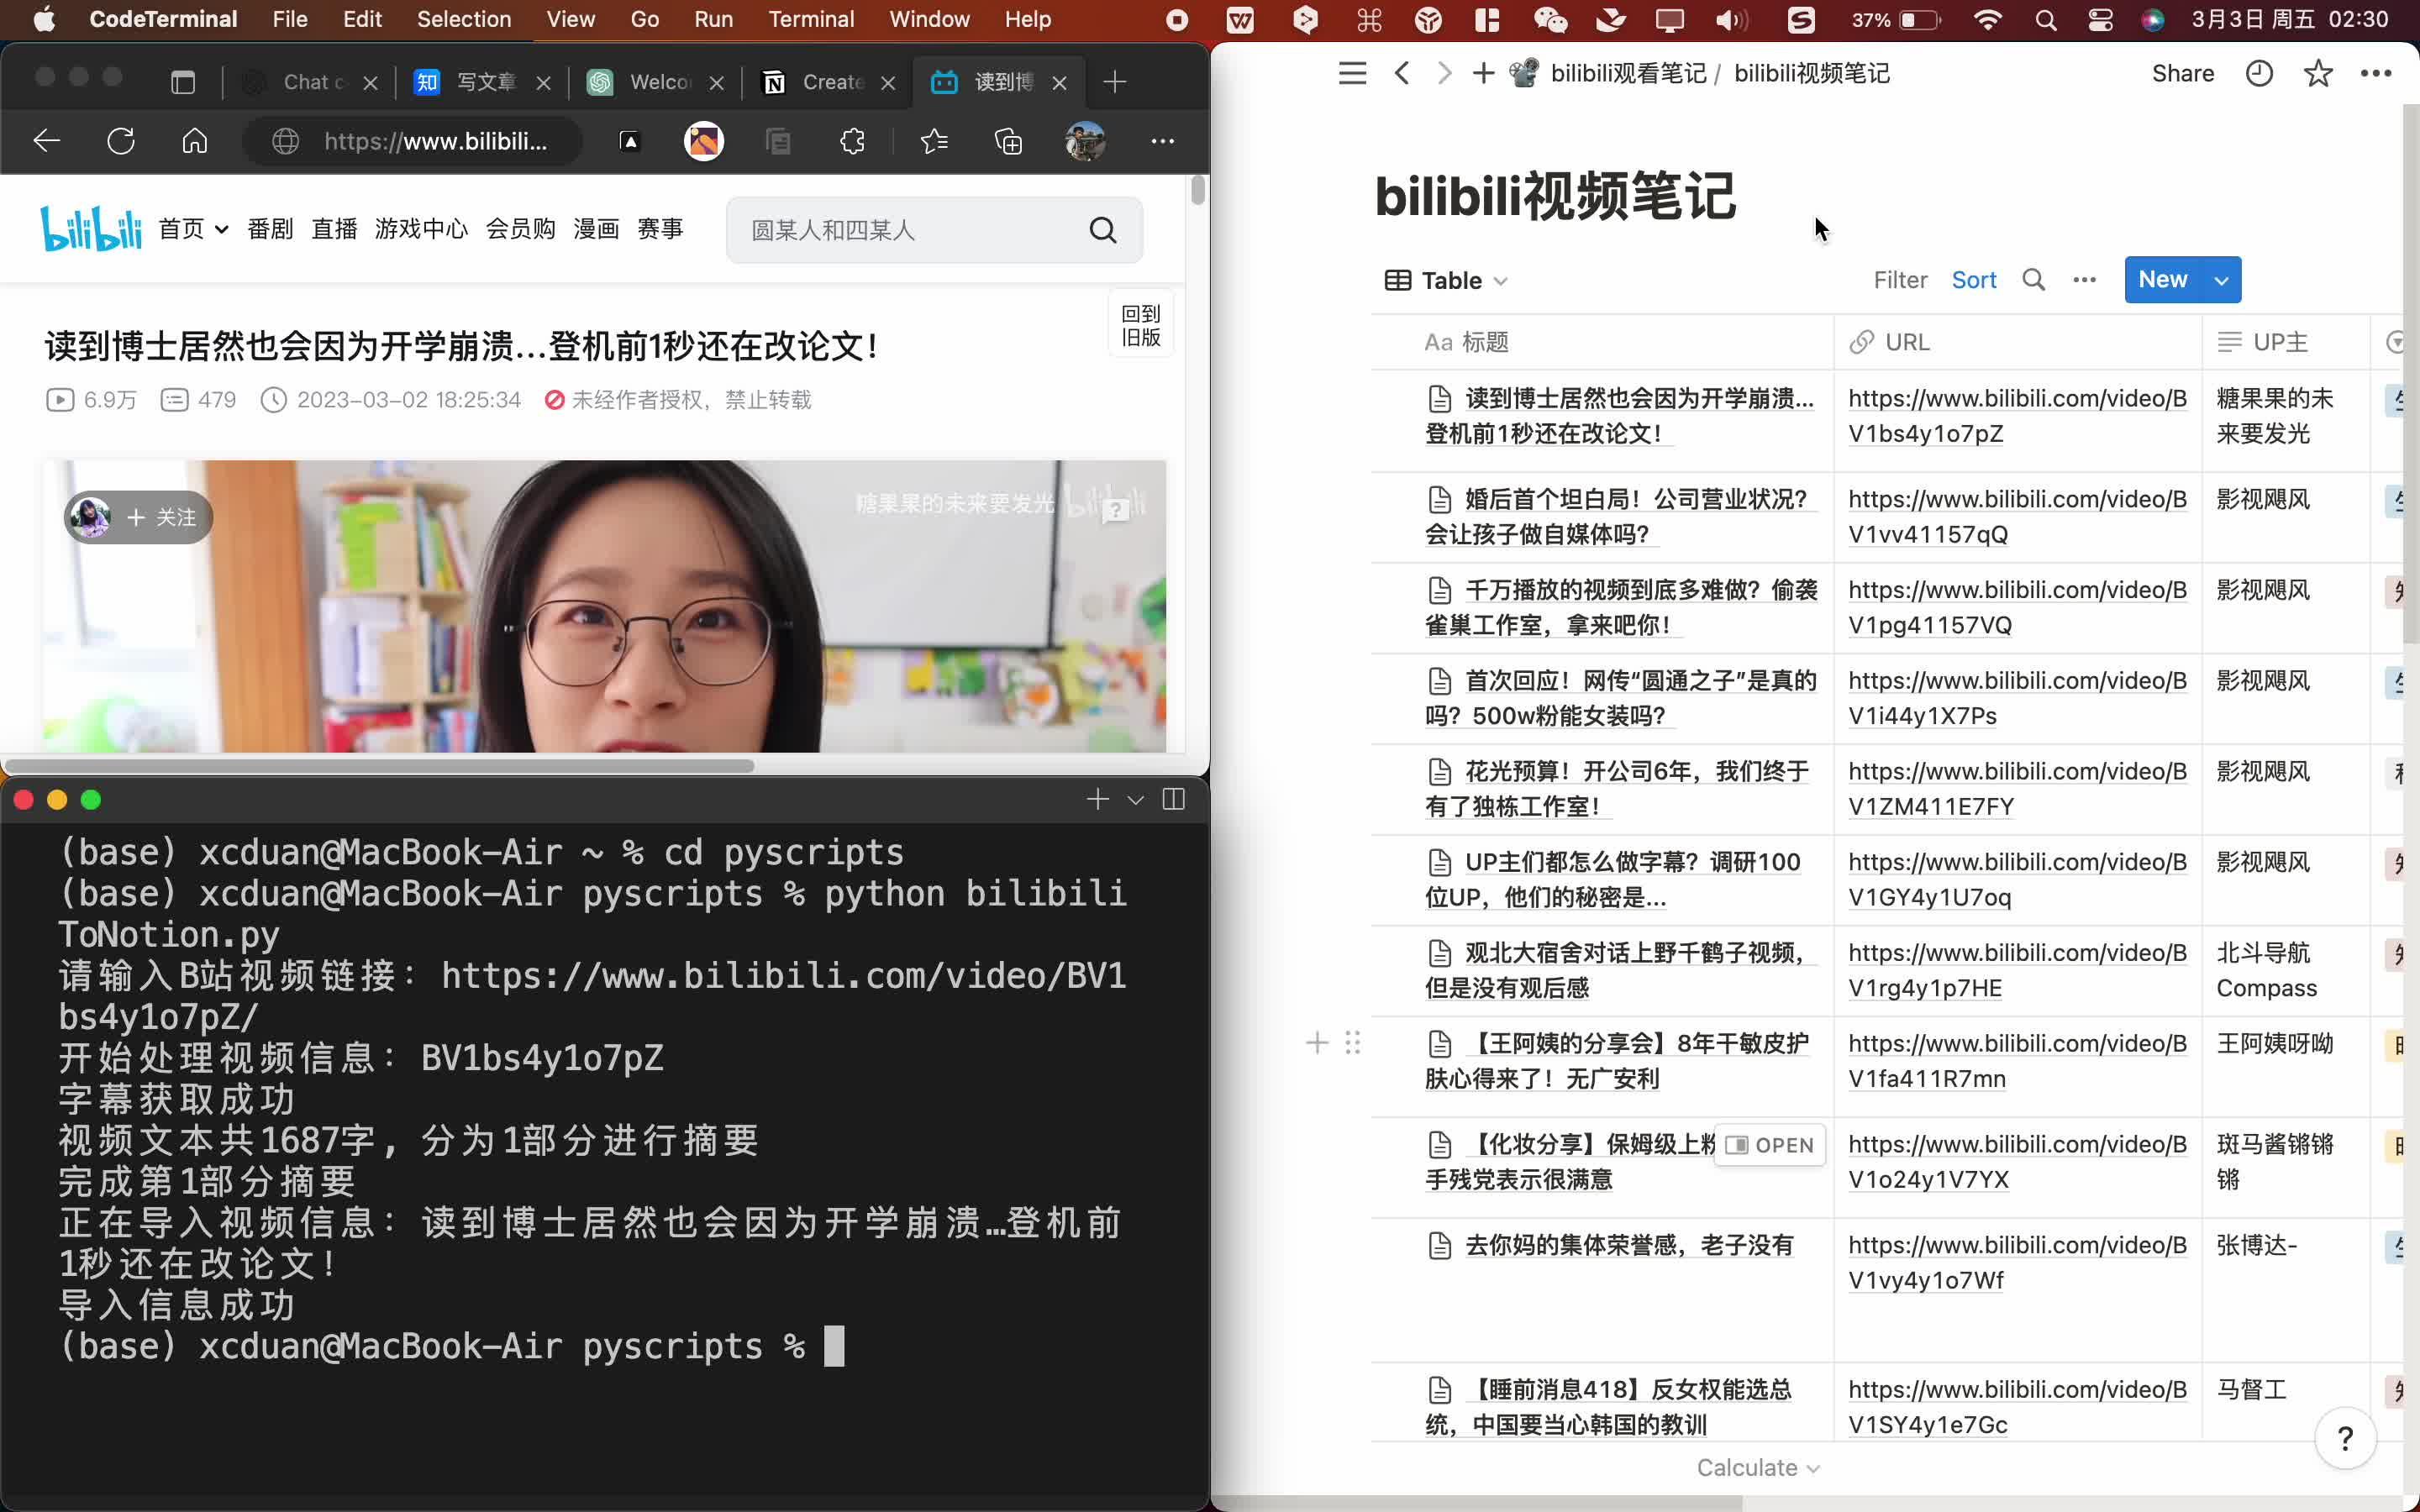 CodeTerminal File Edit Selection View Go Run Terminal Window Help 37% 3月3日 周五 02:30
Chat 写文章 Welco Create 读到博
https://www.bilibili...
bilibili 首页 番剧 直播 游戏中心 会员购 漫画 赛事 圆某人和四某人
回到
旧版
读到博士居然也会因为开学崩溃...登机前1秒还在改论文！
6.9万 479 2023-03-02 18:25:34 未经作者授权，禁止转载
+ 关注
糖果果的未来要发光 bilibili
(base) xcduan@MacBook-Air ~ % cd pyscripts
(base) xcduan@MacBook-Air pyscripts % python bilibili
ToNotion.py
请输入B站视频链接：https://www.bilibili.com/video/BV1
bs4y1o7pZ/
开始处理视频信息：BV1bs4y1o7pZ
字幕获取成功
视频文本共1687字，分为1部分进行摘要
完成第1部分摘要
正在导入视频信息：读到博士居然也会因为开学崩溃…登机前
1秒还在改论文！
导入信息成功
(base) xcduan@MacBook-Air pyscripts %
bilibili观看笔记 / bilibili视频笔记 Share
bilibili视频笔记
Table Filter Sort New
Aa 标题 URL UP主
读到博士居然也会因为开学崩溃... https://www.bilibili.com/video/B 糖果果的未
登机前1秒还在改论文！ V1bs4y1o7pZ 来要发光
婚后首个坦白局！公司营业状况？ https://www.bilibili.com/video/B 影视飓风
会让孩子做自媒体吗？ V1vv41157qQ
千万播放的视频到底多难做？偷袭 https://www.bilibili.com/video/B 影视飓风
雀巢工作室，拿来吧你！ V1pg41157VQ
首次回应！网传“圆通之子”是真的 https://www.bilibili.com/video/B 影视飓风
吗？500w粉能女装吗？ V1i44y1X7Ps
花光预算！开公司6年，我们终于 https://www.bilibili.com/video/B 影视飓风
有了独栋工作室！ V1ZM411E7FY
UP主们都怎么做字幕？调研100 https://www.bilibili.com/video/B 影视飓风
位UP，他们的秘密是... V1GY4y1U7oq
观北大宿舍对话上野千鹤子视频， https://www.bilibili.com/video/B 北斗导航
但是没有观后感 V1rg4y1p7HE Compass
【王阿姨的分享会】8年干敏皮护 https://www.bilibili.com/video/B 王阿姨呀呦
肤心得来了！无广安利 V1fa411R7mn
【化妆分享】保姆级上粉 OPEN https://www.bilibili.com/video/B 斑马酱锵锵
手残党表示很满意 V1o24y1V7YX 锵
去你妈的集体荣誉感，老子没有 https://www.bilibili.com/video/B 张博达-
V1vy4y1o7Wf
【睡前消息418】反女权能选总 https://www.bilibili.com/video/B 马督工
统，中国要当心韩国的教训 V1SY4y1e7Gc
Calculate
?